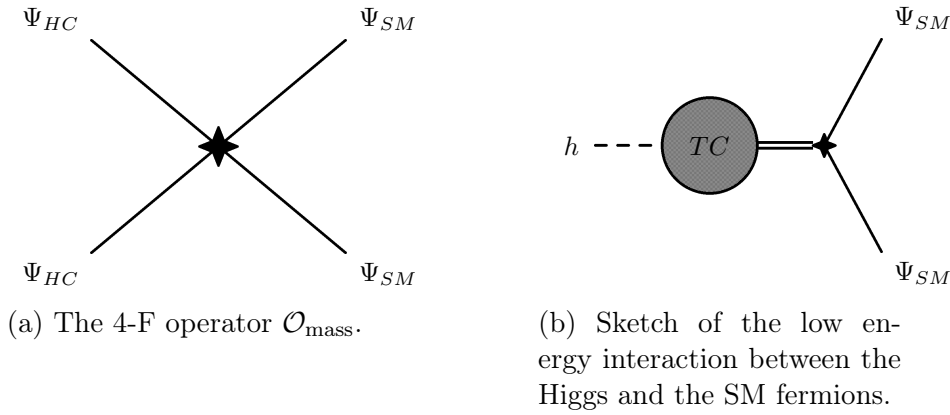 Ψ_{HC} Ψ_{SM}
Ψ_{HC} Ψ_{SM}
(a) The 4-F operator 𝒪_{mass}.
Ψ_{SM}
h TC
Ψ_{SM}
(b) Sketch of the low en-
ergy interaction between the
Higgs and the SM fermions.